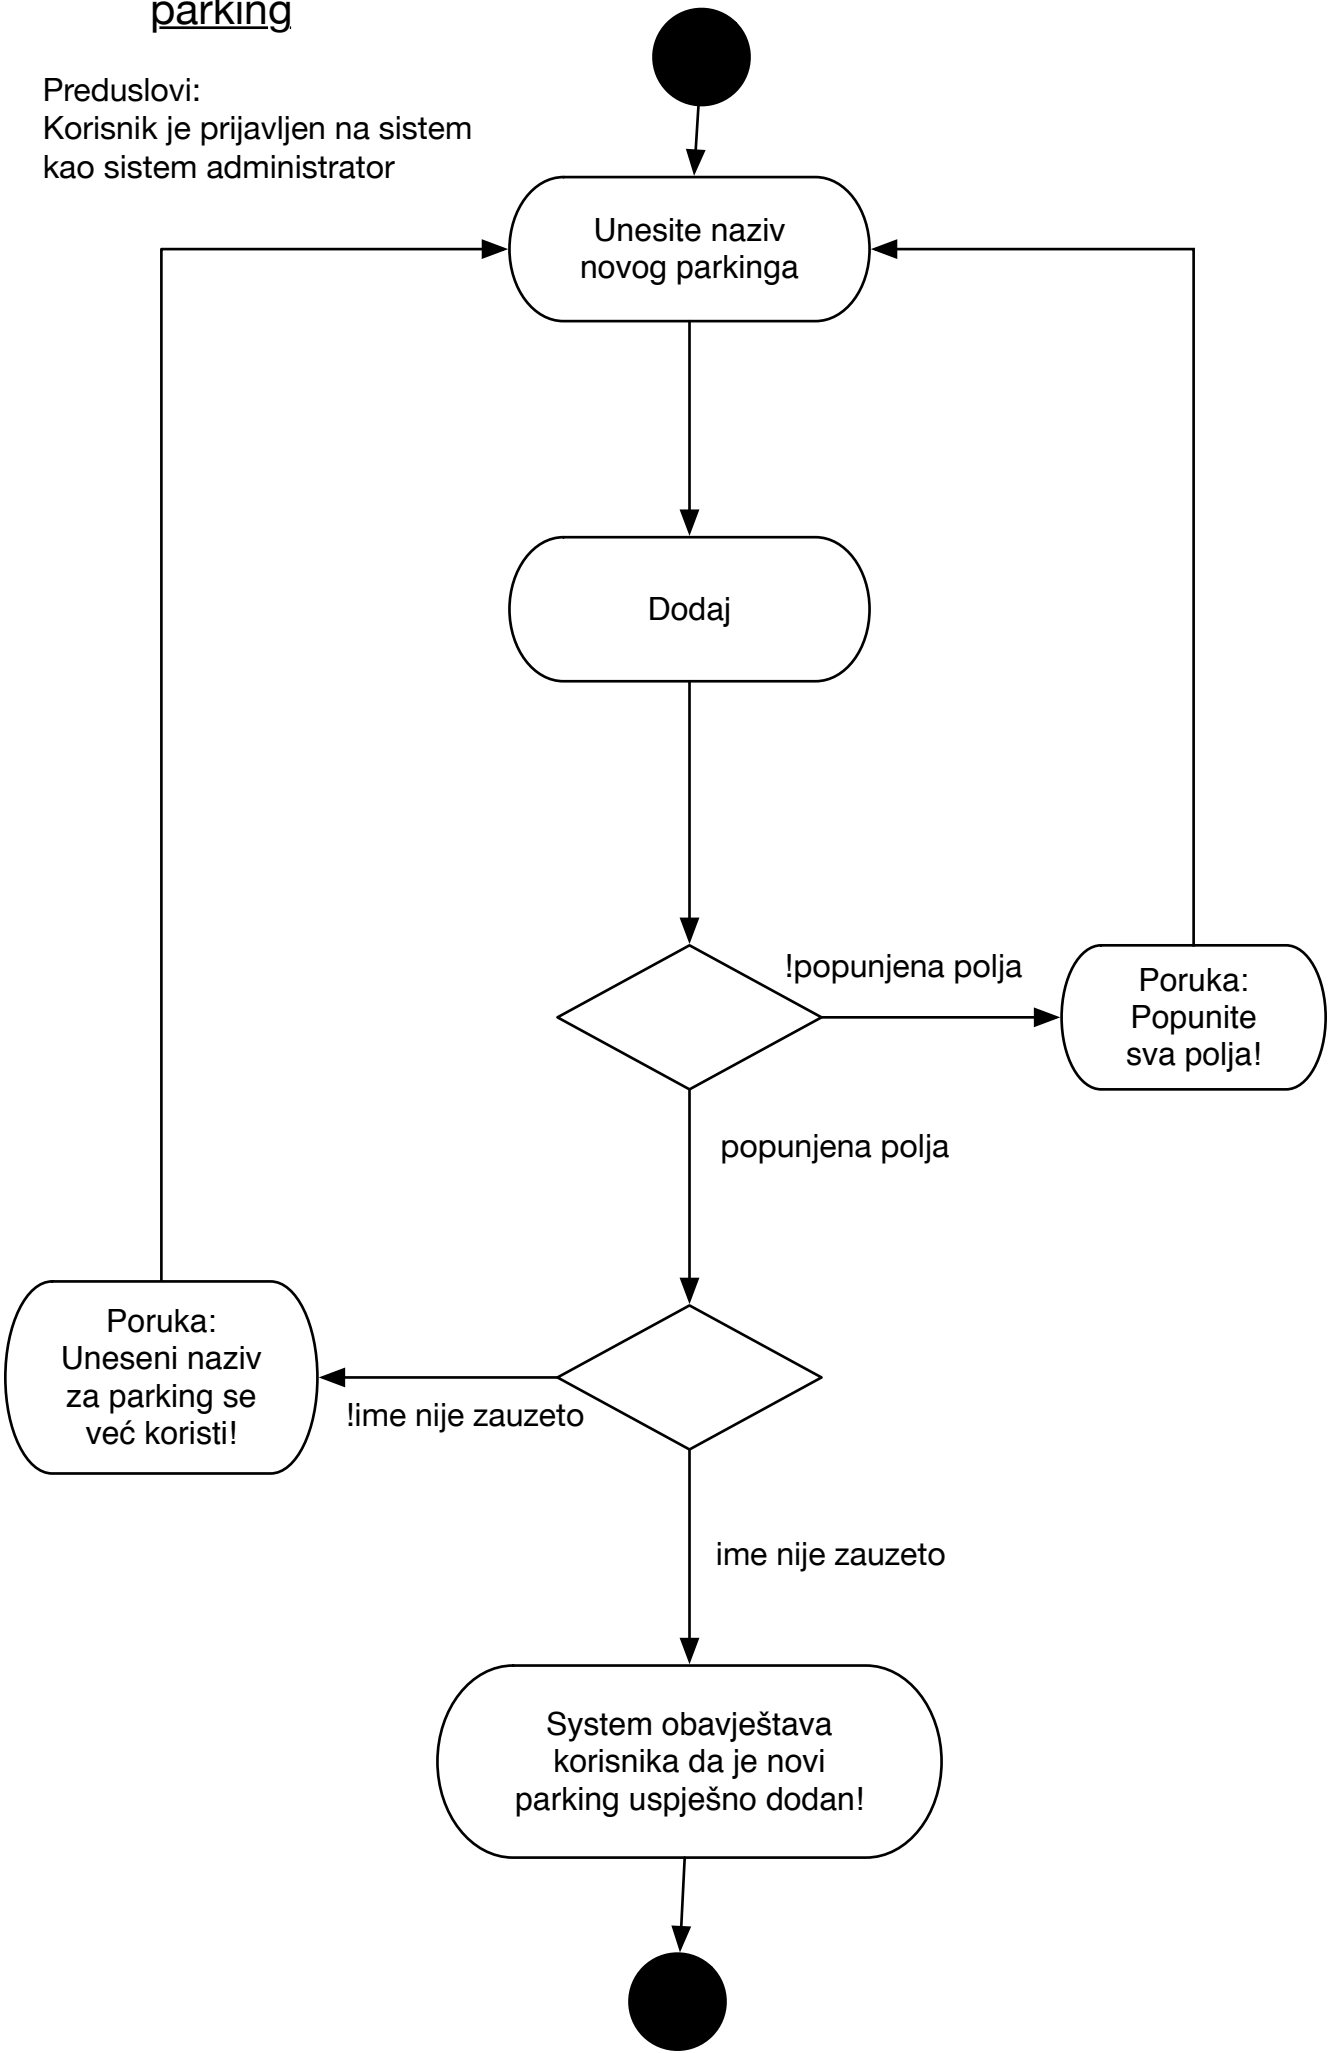 parking
Preduslovi:
Korisnik je prijavljen na sistem
kao sistem administrator
Unesite naziv
novog parkinga
Dodaj
!popunjena polja
Poruka:
Popunite
sva polja!
popunjena polja
Poruka:
Uneseni naziv
za parking se
već koristi!
!ime nije zauzeto
ime nije zauzeto
System obavještava
korisnika da je novi
parking uspješno dodan!